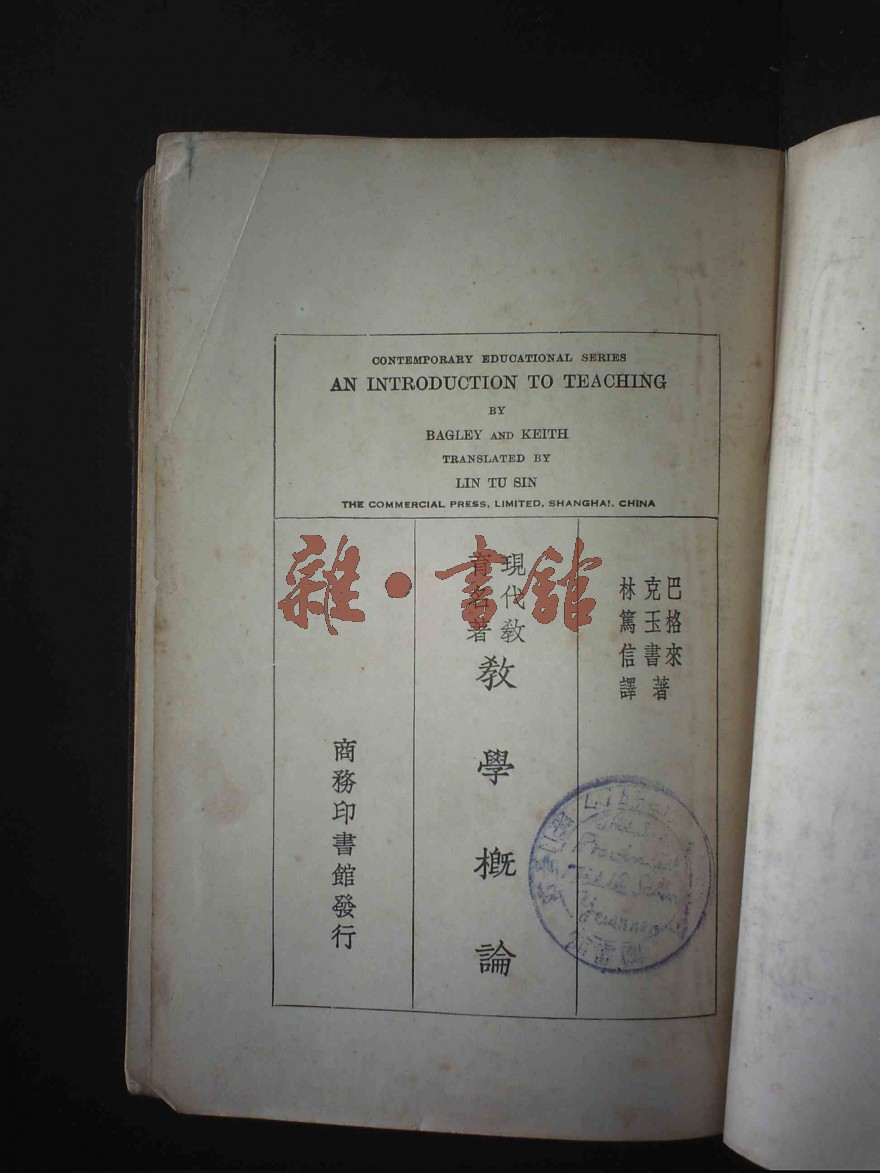 CONTEMPORARY EDUCATIONAL SERIES
AN INTRODUCTION TO TEACHING
BY
BAGLEY AND KEITH
TRANSLATED BY
LIN TU SIN
THE COMMERCIAL PRESS, LIMITED, SHANGHAI, CHINA
巴格來
克玉書著
林篤信譯
現代教
育名著
教學概論
商務印書館發行
雜·書館
Provincial